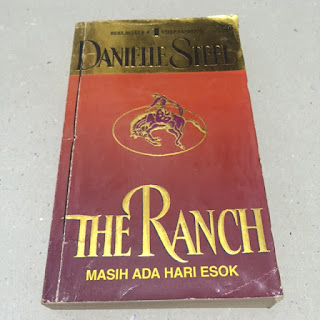 DANIELLE STEEL
THE RANCH
MASIH ADA HARI ESOK